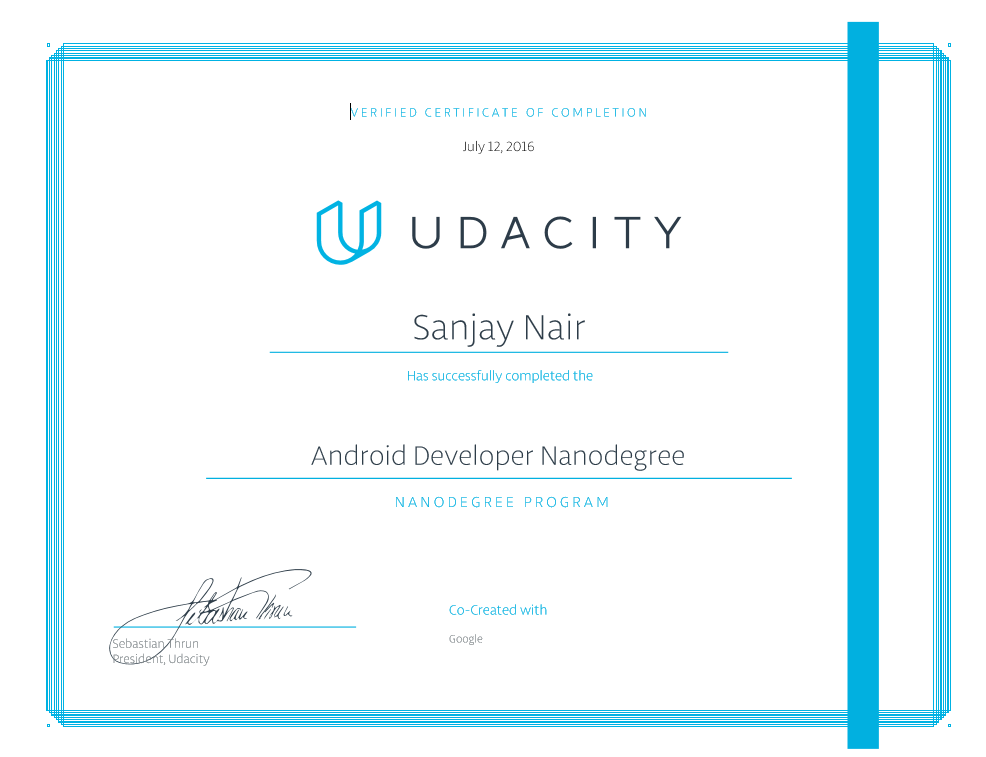 VERIFIED CERTIFICATE OF COMPLETION
July 12, 2016
UDACITY
Sanjay Nair
Has successfully completed the
Android Developer Nanodegree
NANODEGREE PROGRAM
Sebastian Thrun
Sebastian Thrun
President, Udacity
Co-Created with
Google